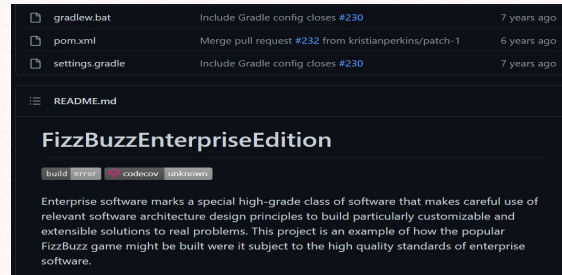 gradlew.bat Include Gradle config closes #230 7 years ago
pom.xml Merge pull request #232 from kristianperkins/patch-1 6 years ago
settings.gradle Include Gradle config closes #230 7 years ago
README.md
FizzBuzzEnterpriseEdition
build error codecov unknown
Enterprise software marks a special high-grade class of software that makes careful use of
relevant software architecture design principles to build particularly customizable and
extensible solutions to real problems. This project is an example of how the popular
FizzBuzz game might be built were it subject to the high quality standards of enterprise
software.